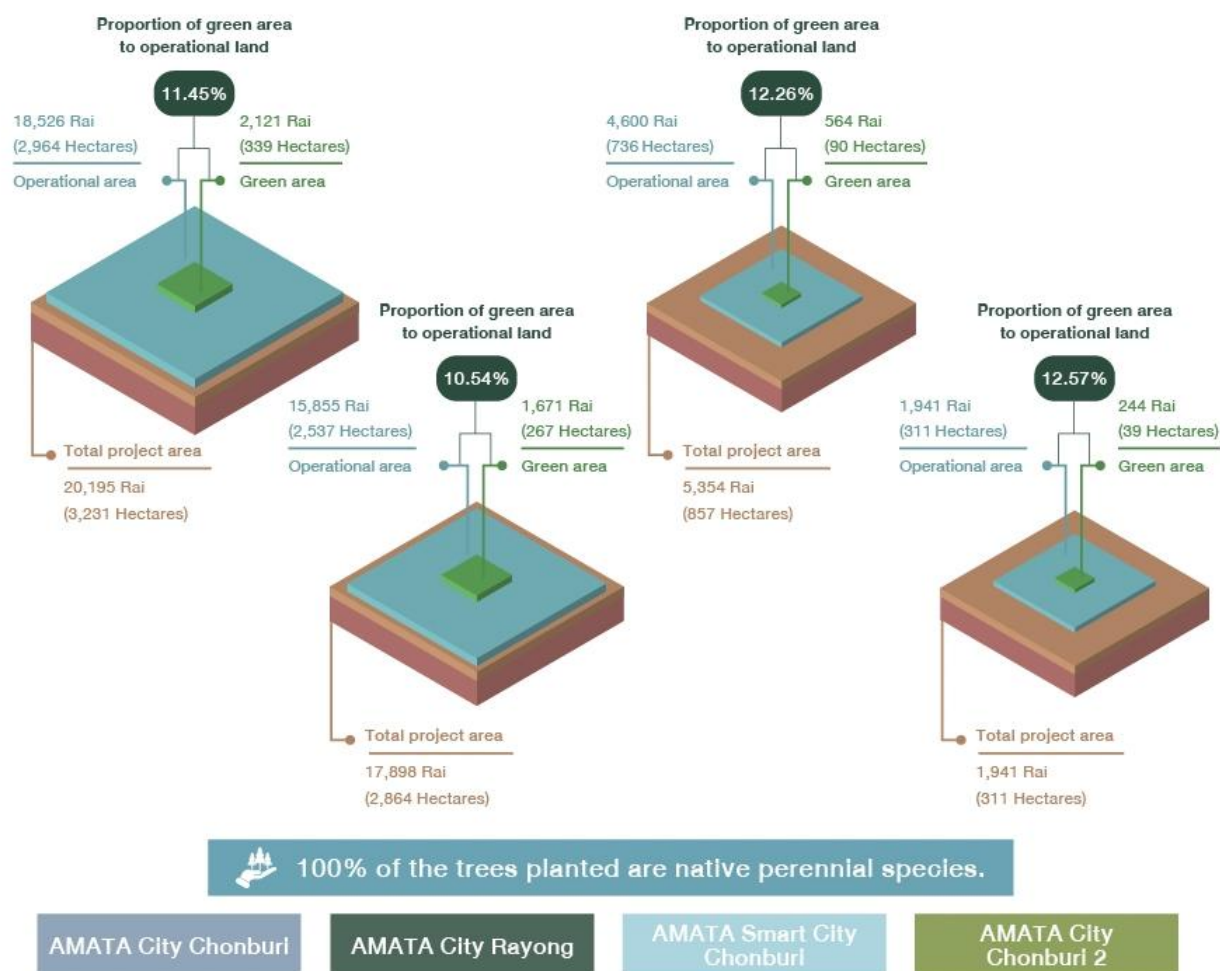 Proportion of green area
to operational land
11.45%
18,526 Rai
(2,964 Hectares)
Operational area
2,121 Rai
(339 Hectares)
Green area
Total project area
20,195 Rai
(3,231 Hectares)
Proportion of green area
to operational land
10.54%
15,855 Rai
(2,537 Hectares)
Operational area
1,671 Rai
(267 Hectares)
Green area
Total project area
17,898 Rai
(2,864 Hectares)
Proportion of green area
to operational land
12.26%
4,600 Rai
(736 Hectares)
Operational area
564 Rai
(90 Hectares)
Green area
Total project area
5,354 Rai
(857 Hectares)
Proportion of green area
to operational land
12.57%
1,941 Rai
(311 Hectares)
Operational area
244 Rai
(39 Hectares)
Green area
Total project area
1,941 Rai
(311 Hectares)
100% of the trees planted are native perennial species.
AMATA City Chonburi
AMATA City Rayong
AMATA Smart City
Chonburi
AMATA City
Chonburi 2